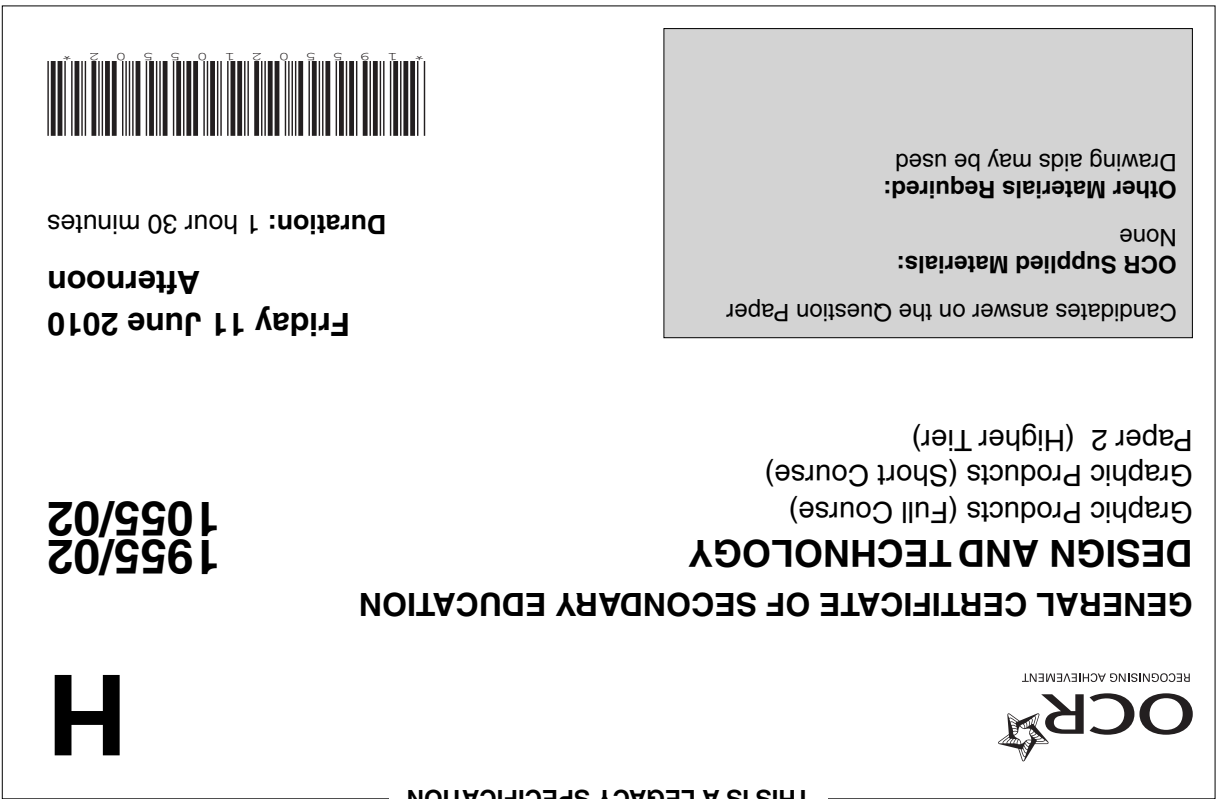 THIS IS A LEGACY SPECIFICATION
OCR
RECOGNISING ACHIEVEMENT
H
GENERAL CERTIFICATE OF SECONDARY EDUCATION
DESIGN AND TECHNOLOGY
Graphic Products (Full Course)
Graphic Products (Short Course)
Paper 2 (Higher Tier)
1955/02
1055/02
Candidates answer on the Question Paper
OCR Supplied Materials:
None
Other Materials Required:
Drawing aids may be used
Friday 11 June 2010
Afternoon
Duration: 1 hour 30 minutes
*195502105502*